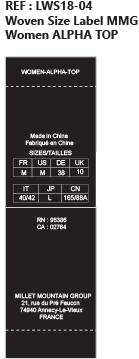 REF : LWS18-04
Woven Size Label MMG
Women ALPHA TOP
WOMEN-ALPHA-TOP
Made in China
Fabriqué en Chine
SIZES/TAILLES
FR US DE UK
M M 38 10
IT JP CN
40/42 L 165/88A
RN : 98386
CA : 02764
MILLET MOUNTAIN GROUP
21, rue du Pré Faucon
74940 Annecy-Le-Vieux
FRANCE